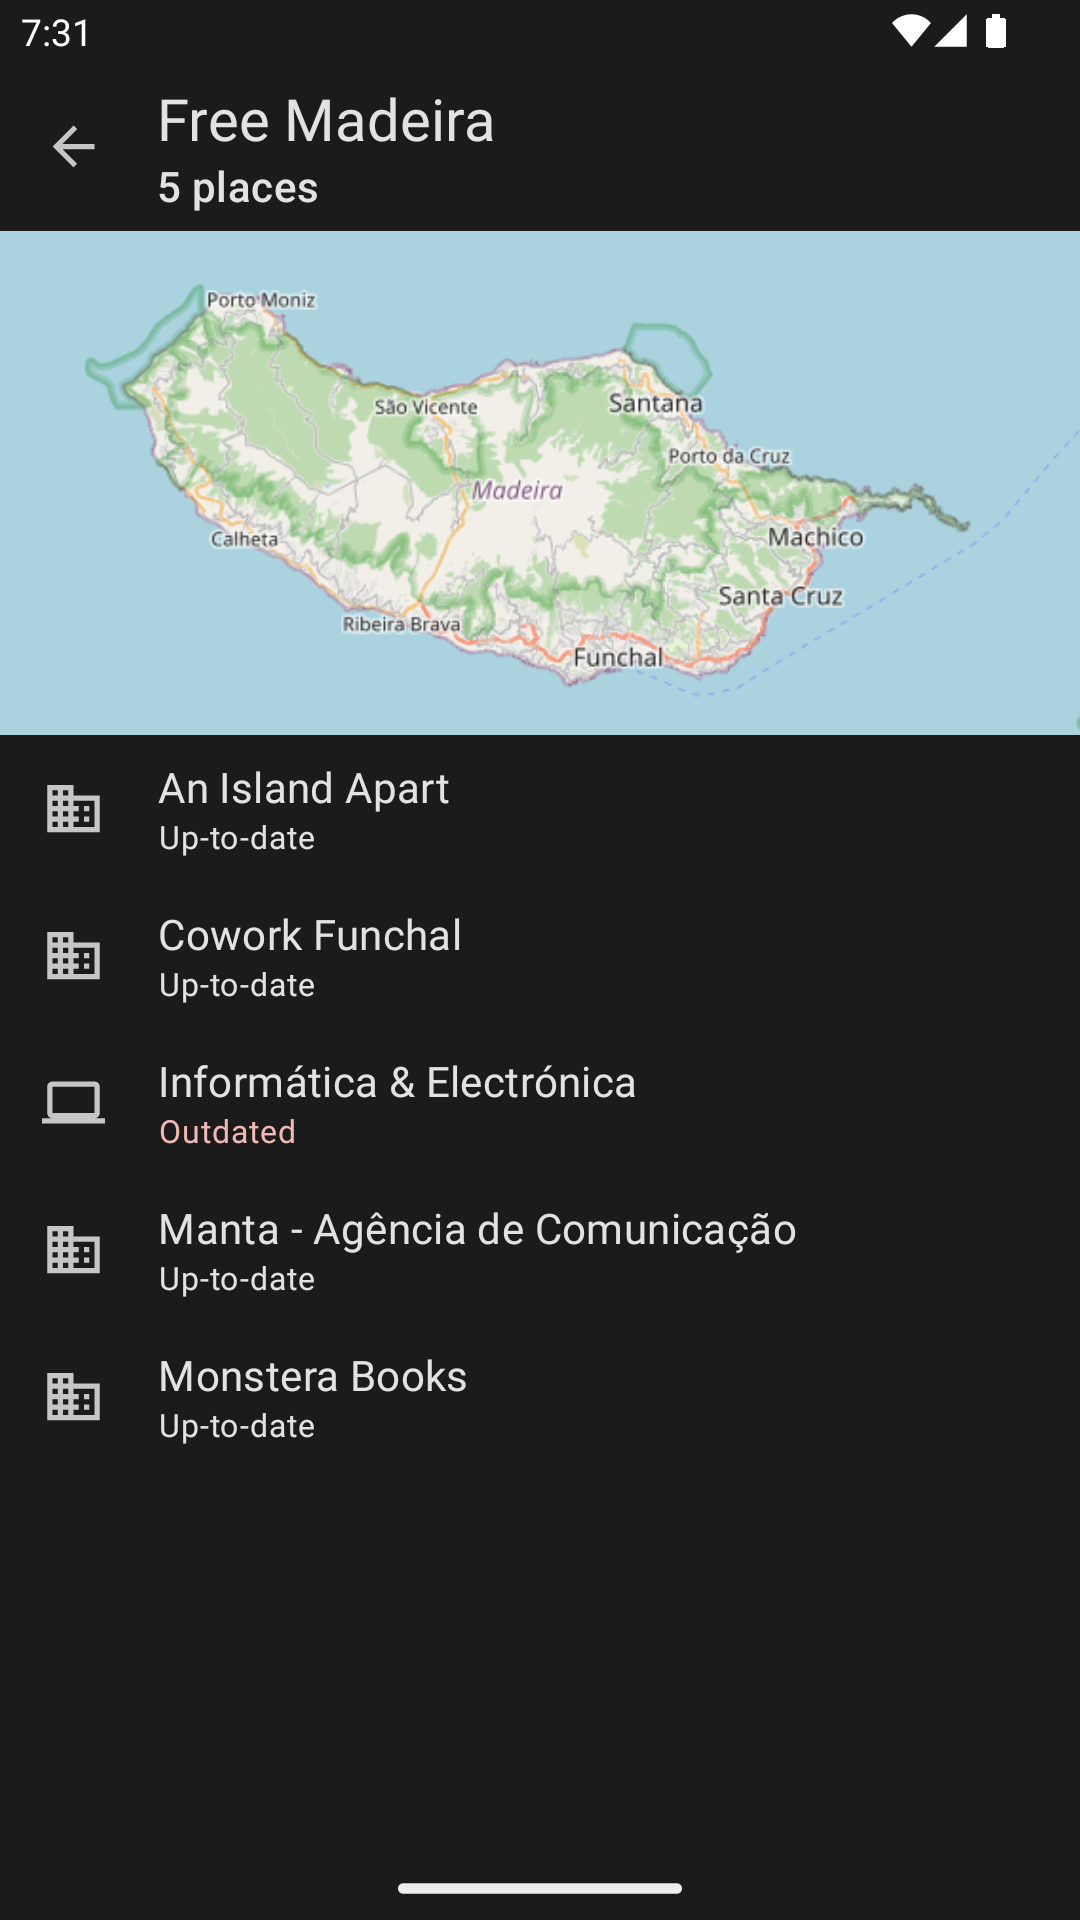 7:31
Free Madeira
5 places
Porto Moniz
São Vicente
Santana
Porto da Cruz
Madeira
Calheta
Machico
Santa Cruz
Ribeira Brava
Funchal
An Island Apart
Up-to-date
Cowork Funchal
Up-to-date
Informática & Electrónica
Outdated
Manta - Agência de Comunicação
Up-to-date
Monstera Books
Up-to-date